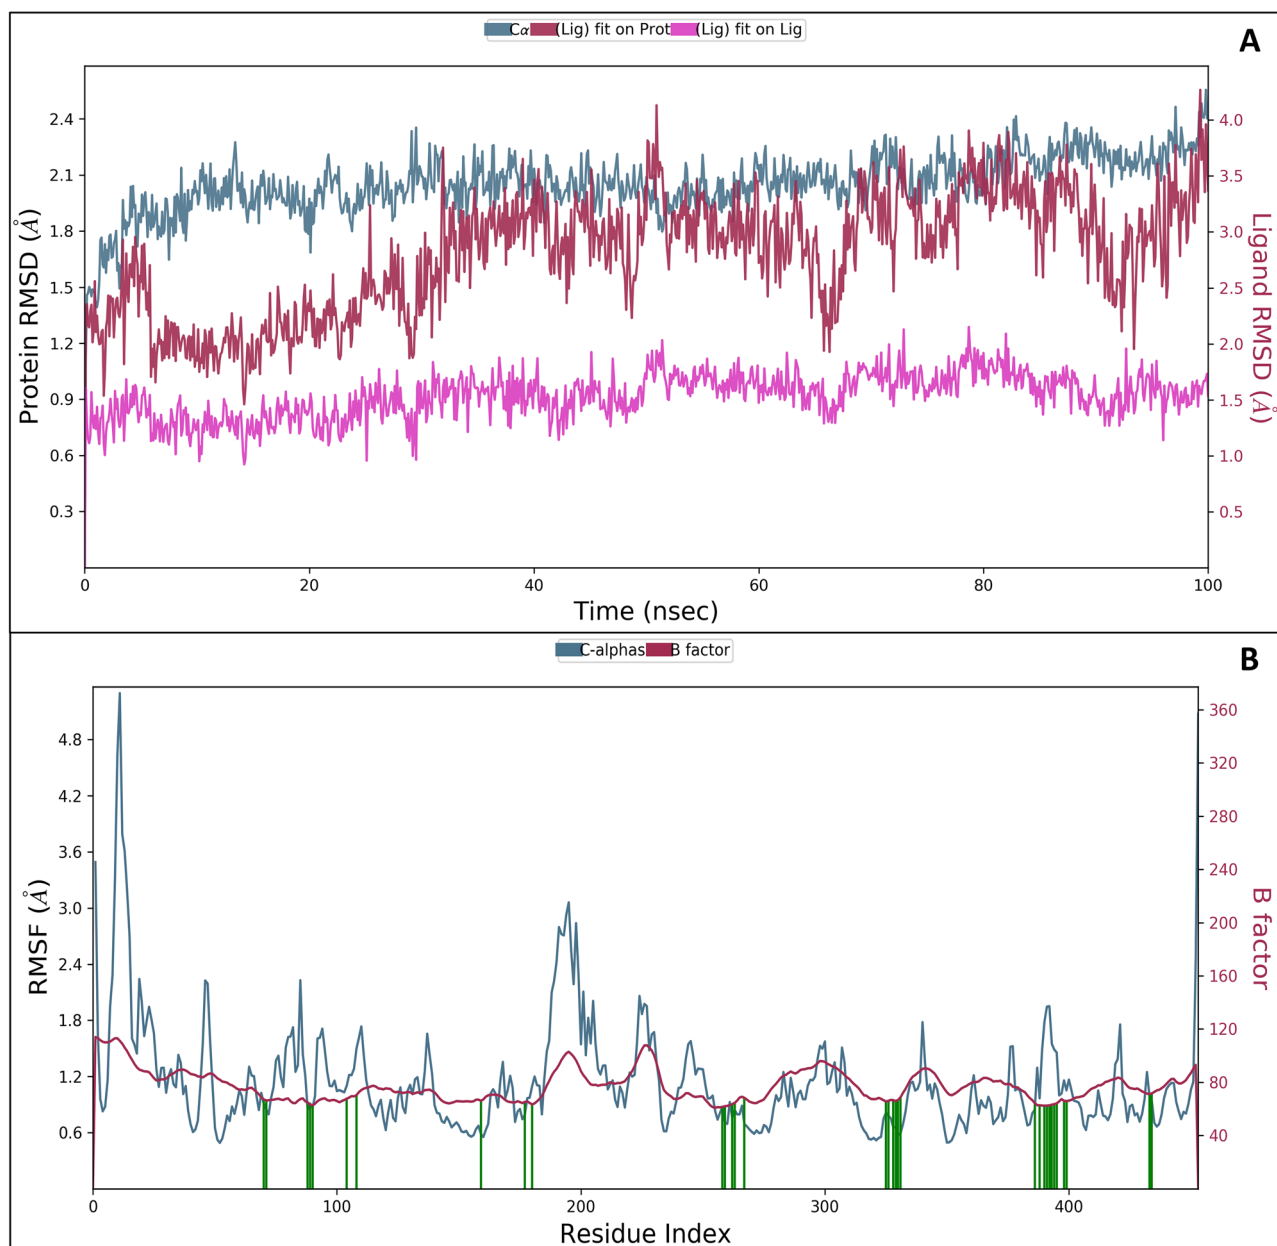 Cα (Lig) fit on Prot (Lig) fit on Lig
A
2.4
2.1
1.8
1.5
1.2
0.9
0.6
0.3
Protein RMSD (Å)
4.0
3.5
3.0
2.5
2.0
1.5
1.0
0.5
Ligand RMSD (Å)
0 20 40 60 80 100
Time (nsec)
C-alphas B factor
B
4.8
4.2
3.6
3.0
2.4
1.8
1.2
0.6
RMSF (Å)
360
320
280
240
200
160
120
80
40
B factor
0 100 200 300 400
Residue Index